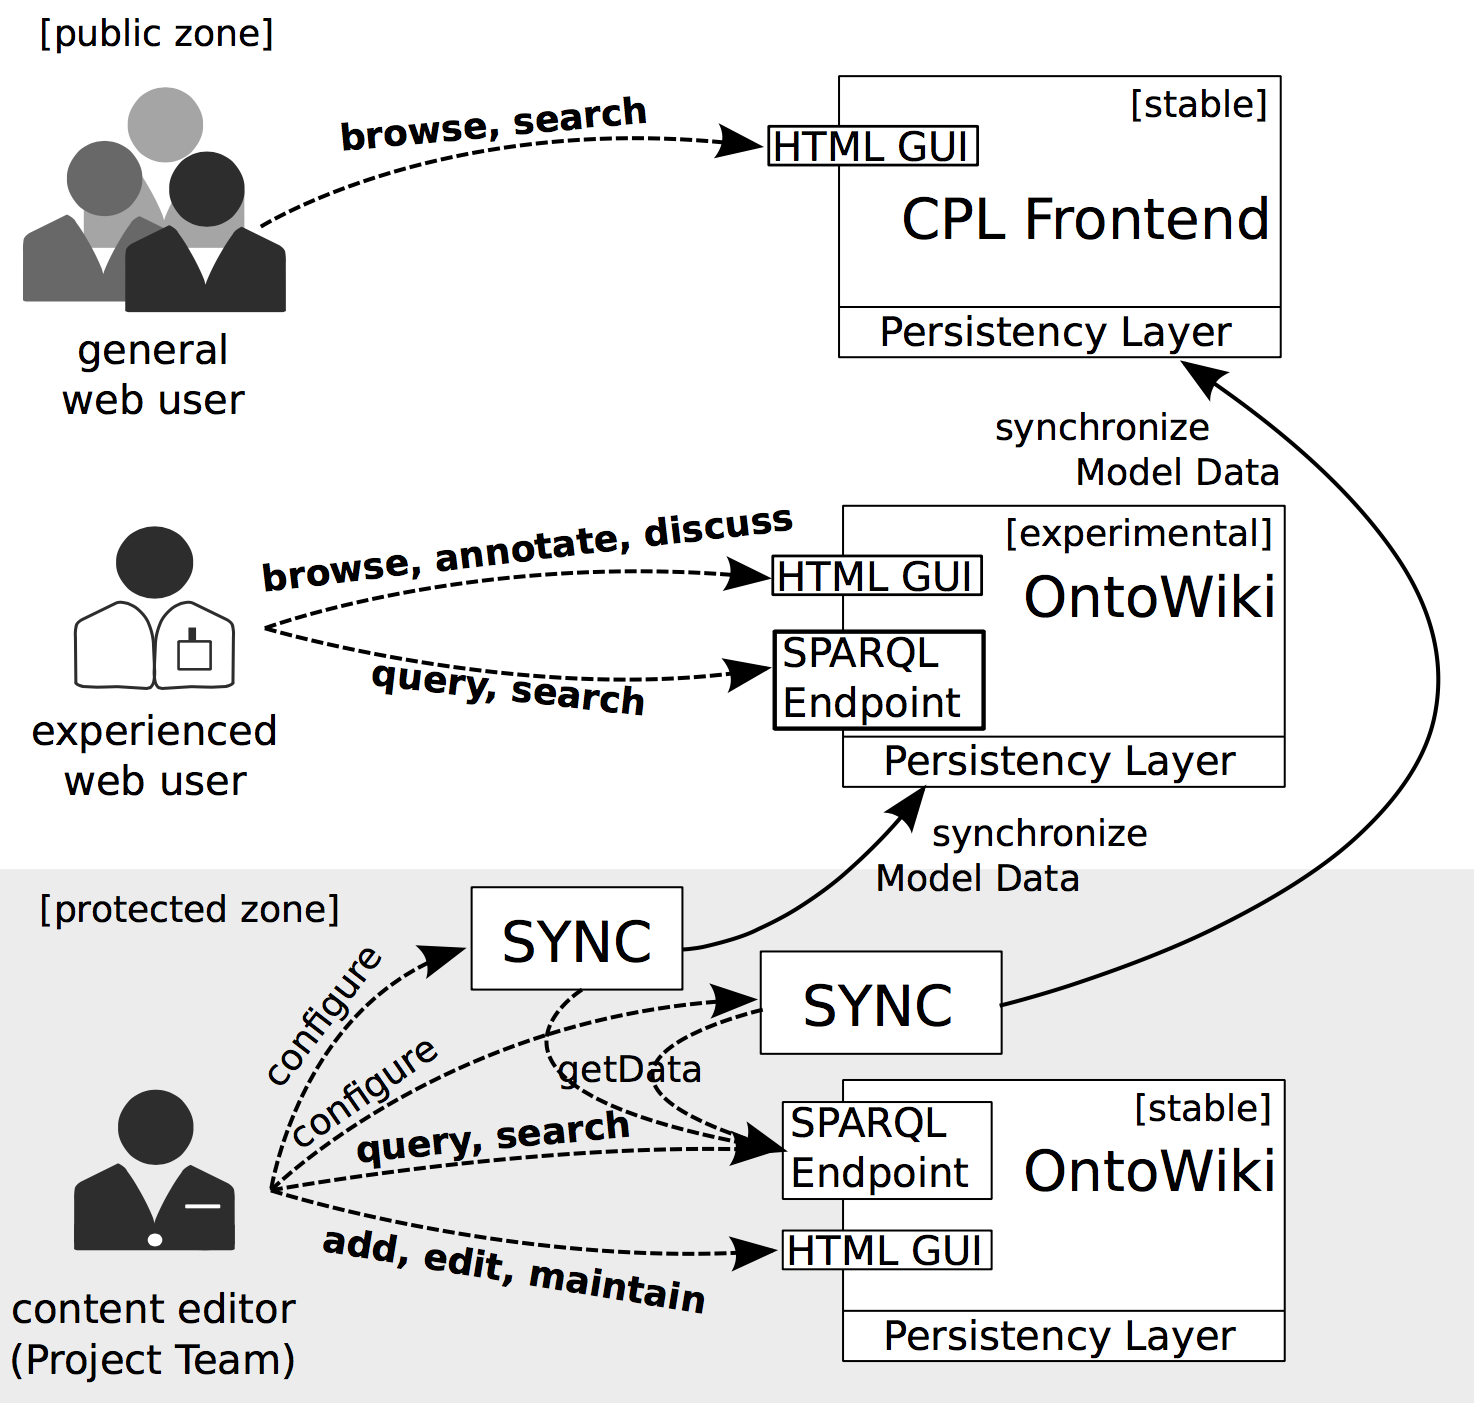 [public zone]
browse, search
general
web user
[stable]
HTML GUI
CPL Frontend
Persistency Layer
synchronize
Model Data
browse, annotate, discuss
query, search
experienced
web user
[experimental]
HTML GUI
OntoWiki
SPARQL
Endpoint
Persistency Layer
synchronize
Model Data
[protected zone]
SYNC
SYNC
configure
configure
getData
query, search
add, edit, maintain
content editor
(Project Team)
[stable]
SPARQL
Endpoint
OntoWiki
HTML GUI
Persistency Layer